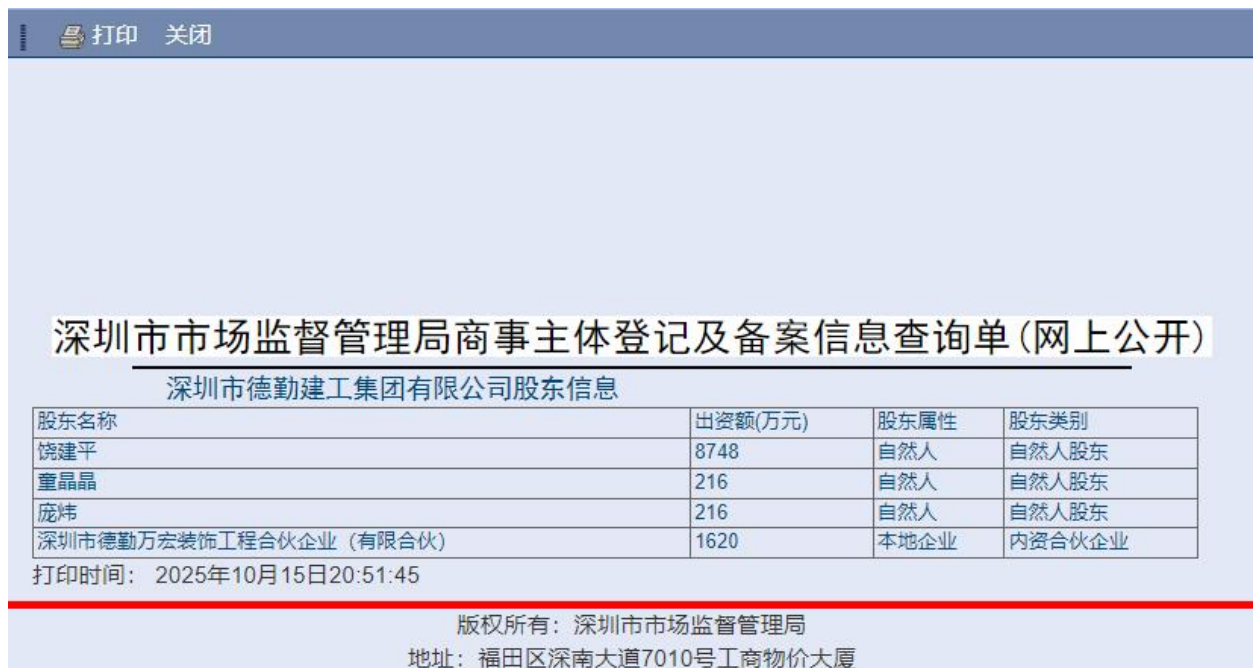 打印 关闭
深圳市市场监督管理局商事主体登记及备案信息查询单(网上公开)
深圳市德勤建工集团有限公司股东信息
股东名称 出资额(万元) 股东属性 股东类别
饶建平 8748 自然人 自然人股东
童晶晶 216 自然人 自然人股东
庞炜 216 自然人 自然人股东
深圳市德勤万宏装饰工程合伙企业（有限合伙） 1620 本地企业 内资合伙企业
打印时间： 2025年10月15日20:51:45
版权所有：深圳市市场监督管理局
地址：福田区深南大道7010号工商物价大厦